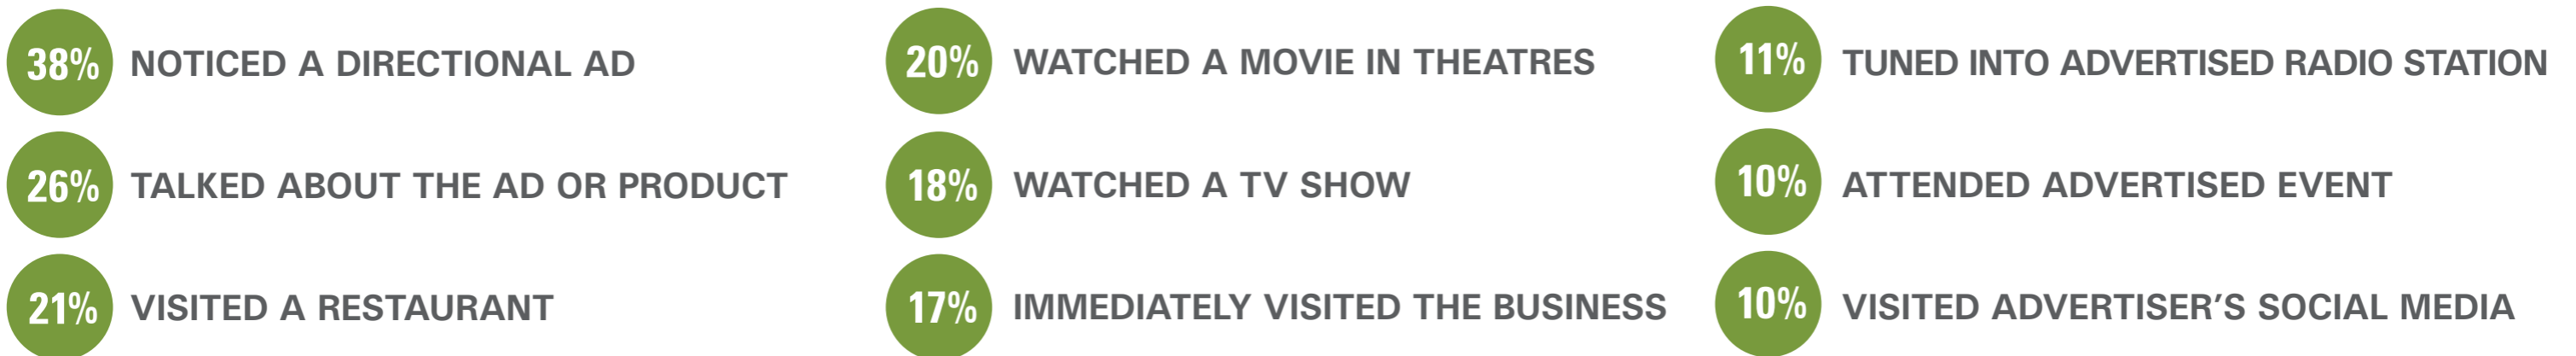 38% NOTICED A DIRECTIONAL AD
26% TALKED ABOUT THE AD OR PRODUCT
21% VISITED A RESTAURANT
20% WATCHED A MOVIE IN THEATRES
18% WATCHED A TV SHOW
17% IMMEDIATELY VISITED THE BUSINESS
11% TUNED INTO ADVERTISED RADIO STATION
10% ATTENDED ADVERTISED EVENT
10% VISITED ADVERTISER’S SOCIAL MEDIA